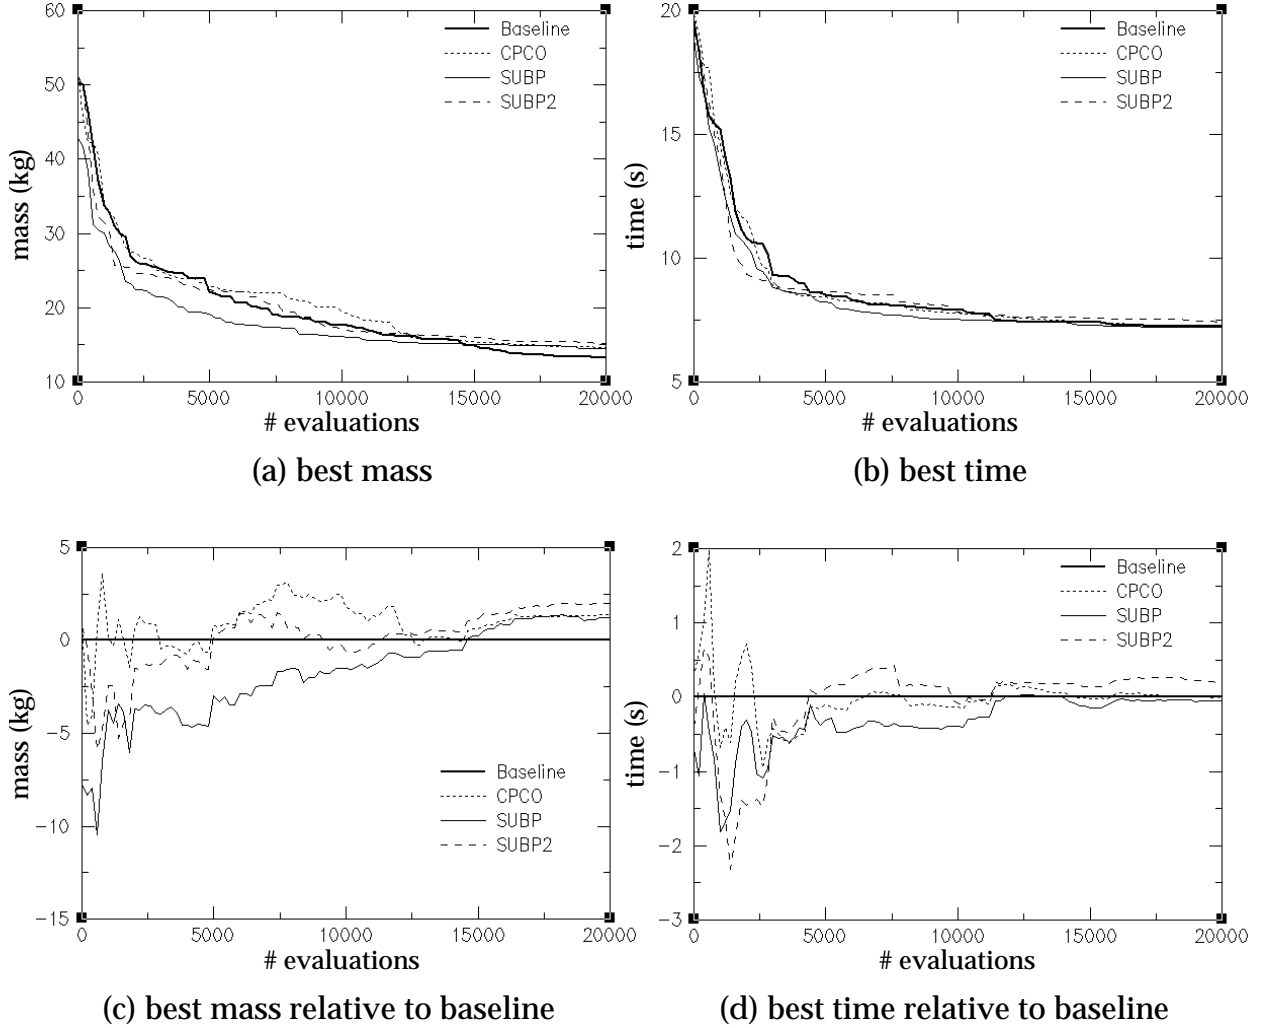 60
50
40
30
20
10
mass (kg)
Baseline
CPCO
SUBP
SUBP2
0
5000
10000
15000
20000
# evaluations
(a) best mass
20
15
10
5
time (s)
Baseline
CPCO
SUBP
SUBP2
0
5000
10000
15000
20000
# evaluations
(b) best time
5
0
−5
−10
−15
mass (kg)
Baseline
CPCO
SUBP
SUBP2
0
5000
10000
15000
20000
# evaluations
(c) best mass relative to baseline
2
1
0
−1
−2
−3
time (s)
Baseline
CPCO
SUBP
SUBP2
0
5000
10000
15000
20000
# evaluations
(d) best time relative to baseline